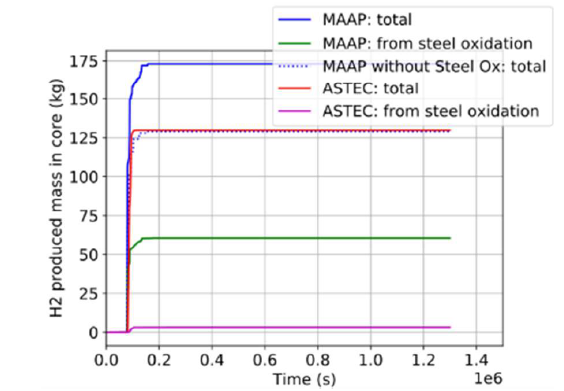 MAAP: total
MAAP: from steel oxidation
MAAP without Steel Ox: total
ASTEC: total
ASTEC: from steel oxidation
H2 produced mass in core (kg)
175
150
125
100
75
50
25
0
0.0 0.2 0.4 0.6 0.8 1.0 1.2 1.4
1e6
Time (s)